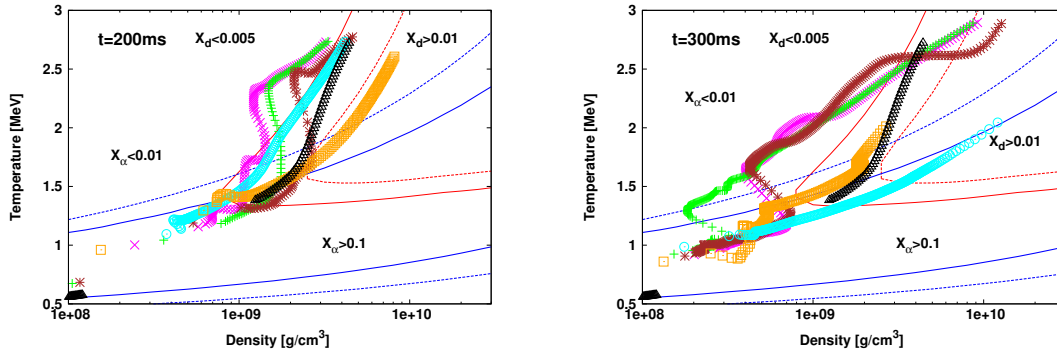 t=200ms
X_d<0.005
X_d>0.01
X_α<0.01
X_α>0.1
Temperature [MeV]
3
2.5
2
1.5
1
0.5
1e+08
1e+09
1e+10
Density [g/cm³]
t=300ms
X_d<0.005
X_α<0.01
X_d>0.01
X_α>0.1
Temperature [MeV]
3
2.5
2
1.5
1
0.5
1e+08
1e+09
1e+10
Density [g/cm³]